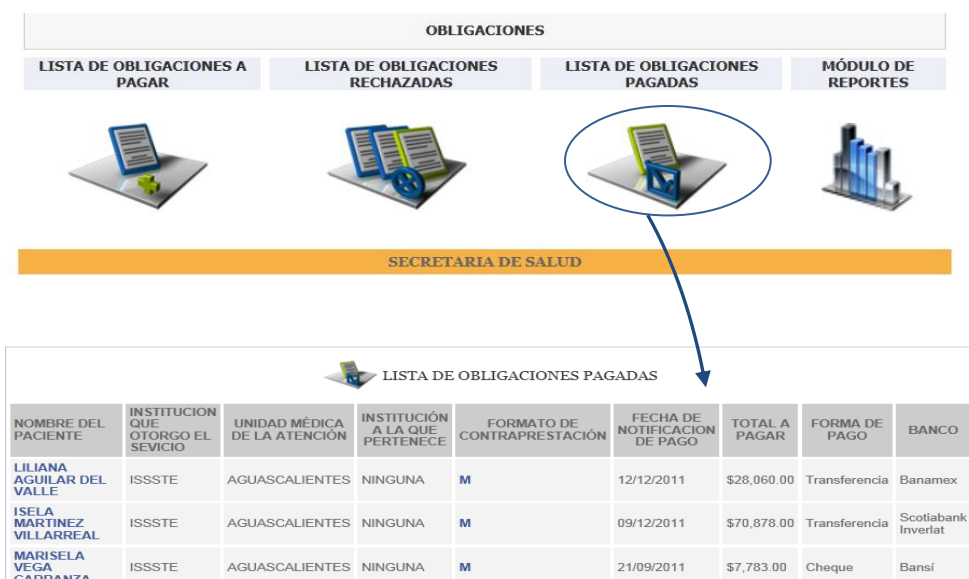 OBLIGACIONES
LISTA DE OBLIGACIONES A PAGAR
LISTA DE OBLIGACIONES RECHAZADAS
LISTA DE OBLIGACIONES PAGADAS
MÓDULO DE REPORTES
SECRETARIA DE SALUD
LISTA DE OBLIGACIONES PAGADAS
NOMBRE DEL PACIENTE
INSTITUCION QUE OTORGO EL SEVICIO
UNIDAD MÉDICA DE LA ATENCIÓN
INSTITUCIÓN A LA QUE PERTENECE
FORMATO DE CONTRAPRESTACIÓN
FECHA DE NOTIFICACION DE PAGO
TOTAL A PAGAR
FORMA DE PAGO
BANCO
LILIANA AGUILAR DEL VALLE ISSSTE AGUASCALIENTES NINGUNA M 12/12/2011 $28,060.00 Transferencia Banamex
ISELA MARTINEZ VILLARREAL ISSSTE AGUASCALIENTES NINGUNA M 09/12/2011 $70,878.00 Transferencia Scotiabank Inverlat
MARISELA VEGA CARRANZA ISSSTE AGUASCALIENTES NINGUNA M 21/09/2011 $7,783.00 Cheque Bansí